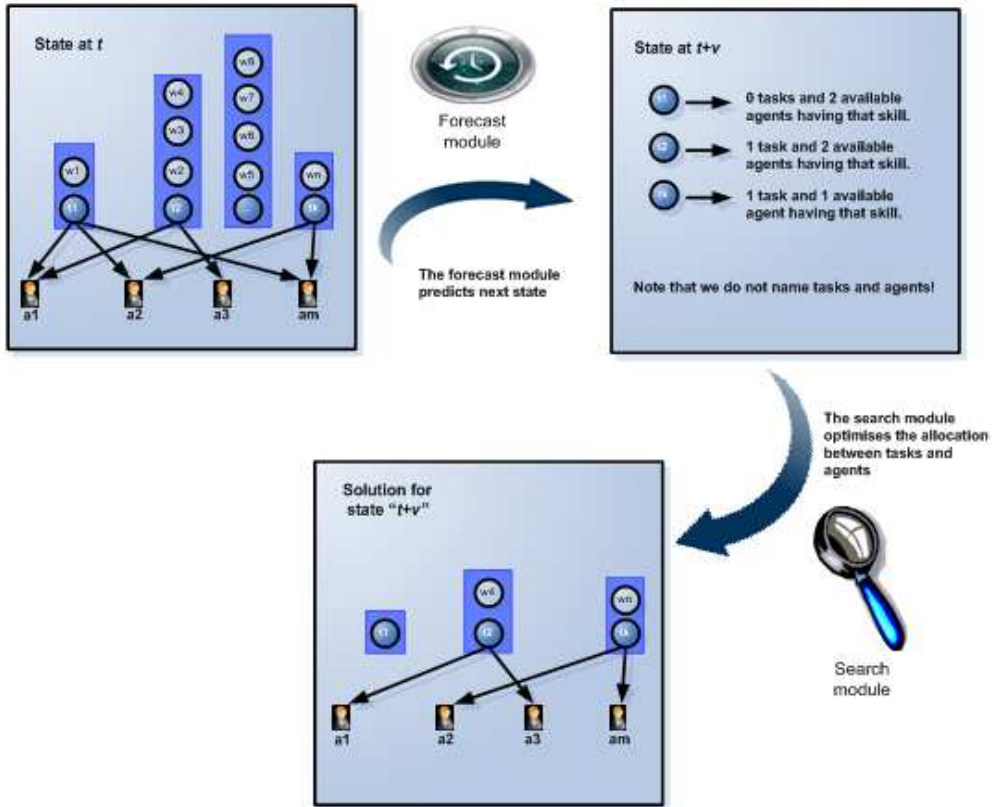 State at t
w8
w7
w6
w5
w4
w3
w2
w1
wn
t1
t2
...
tk
a1
a2
a3
am
Forecast
module
The forecast module
predicts next state
State at t+v
t1
0 tasks and 2 available
agents having that skill.
t2
1 task and 2 available
agents having that skill.
tk
1 task and 1 available
agent having that skill.
Note that we do not name tasks and agents!
The search module
optimises the allocation
between tasks and
agents
Search
module
Solution for
state “t+v”
w4
wn
t1
t2
tk
a1
a2
a3
am